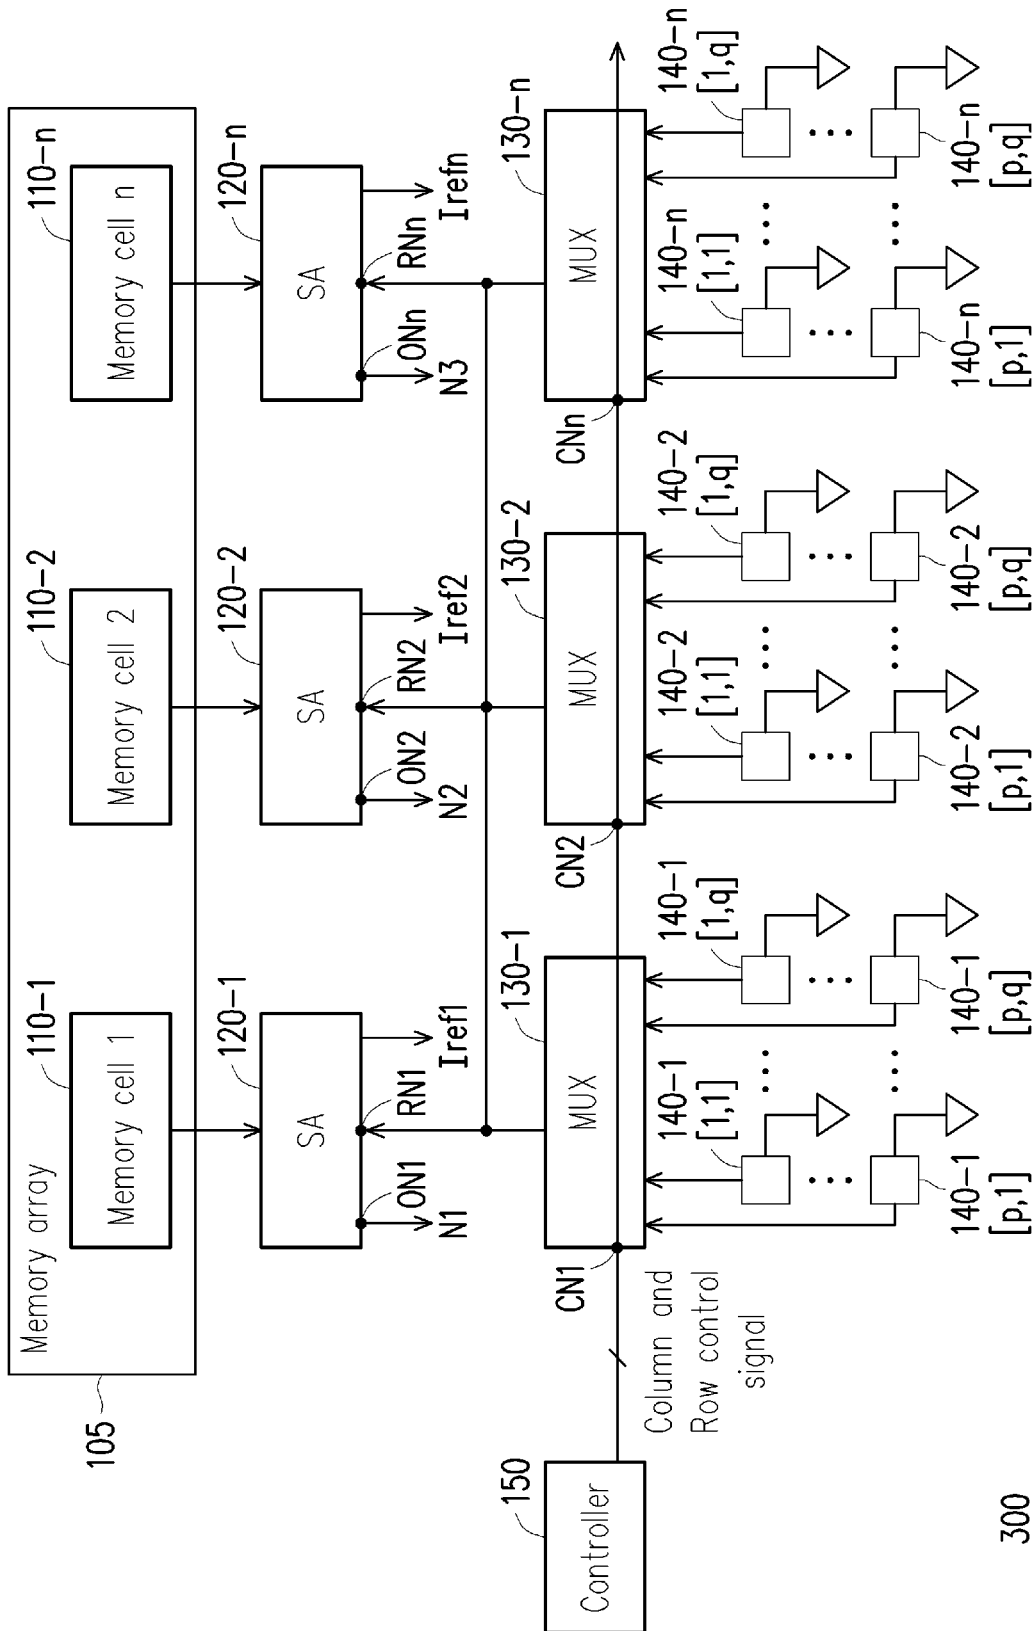 Memory array
105
110-1
Memory cell 1
110-2
Memory cell 2
110-n
Memory cell n
120-1
SA
120-2
SA
120-n
SA
ON1
RN1
N1
Iref1
ON2
RN2
N2
Iref2
ONn
RNn
N3
Irefn
150
Controller
Column and
Row control
signal
CN1
130-1
MUX
CN2
130-2
MUX
CNn
130-n
MUX
140-1
[1,1]
140-1
[1,q]
140-2
[1,1]
140-2
[1,q]
140-n
[1,1]
140-n
[1,q]
140-1
[p,1]
140-1
[p,q]
140-2
[p,1]
140-2
[p,q]
140-n
[p,1]
140-n
[p,q]
300